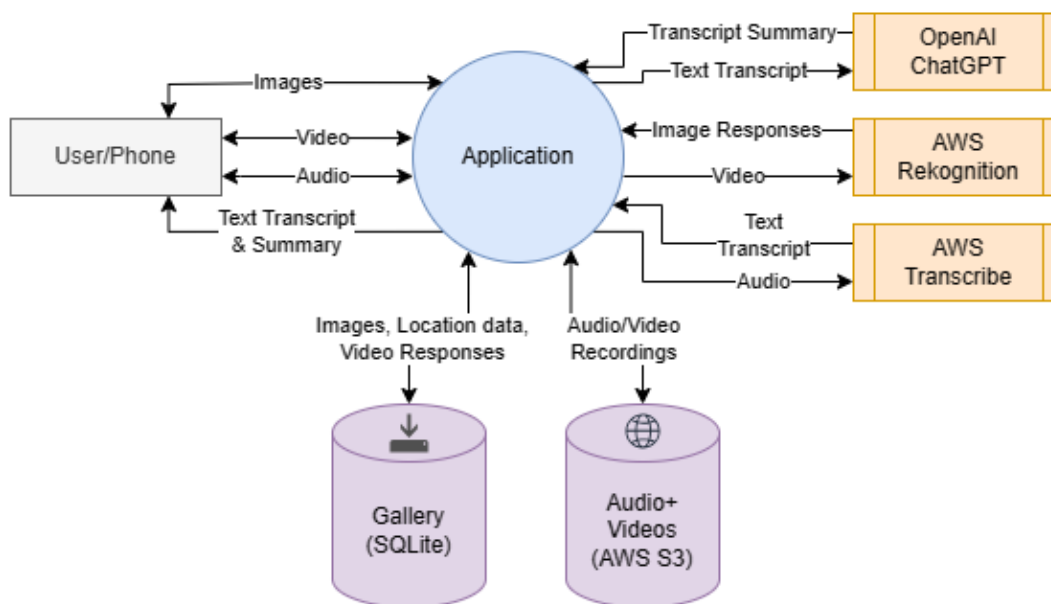 Transcript Summary
OpenAI
ChatGPT
Text Transcript
Images
Image Responses
AWS
Rekognition
Video
User/Phone
Video
Application
Audio
Text Transcript
& Summary
Text
Transcript
AWS
Transcribe
Audio
Images, Location data,
Video Responses
Audio/Video
Recordings
Gallery
(SQLite)
Audio+
Videos
(AWS S3)